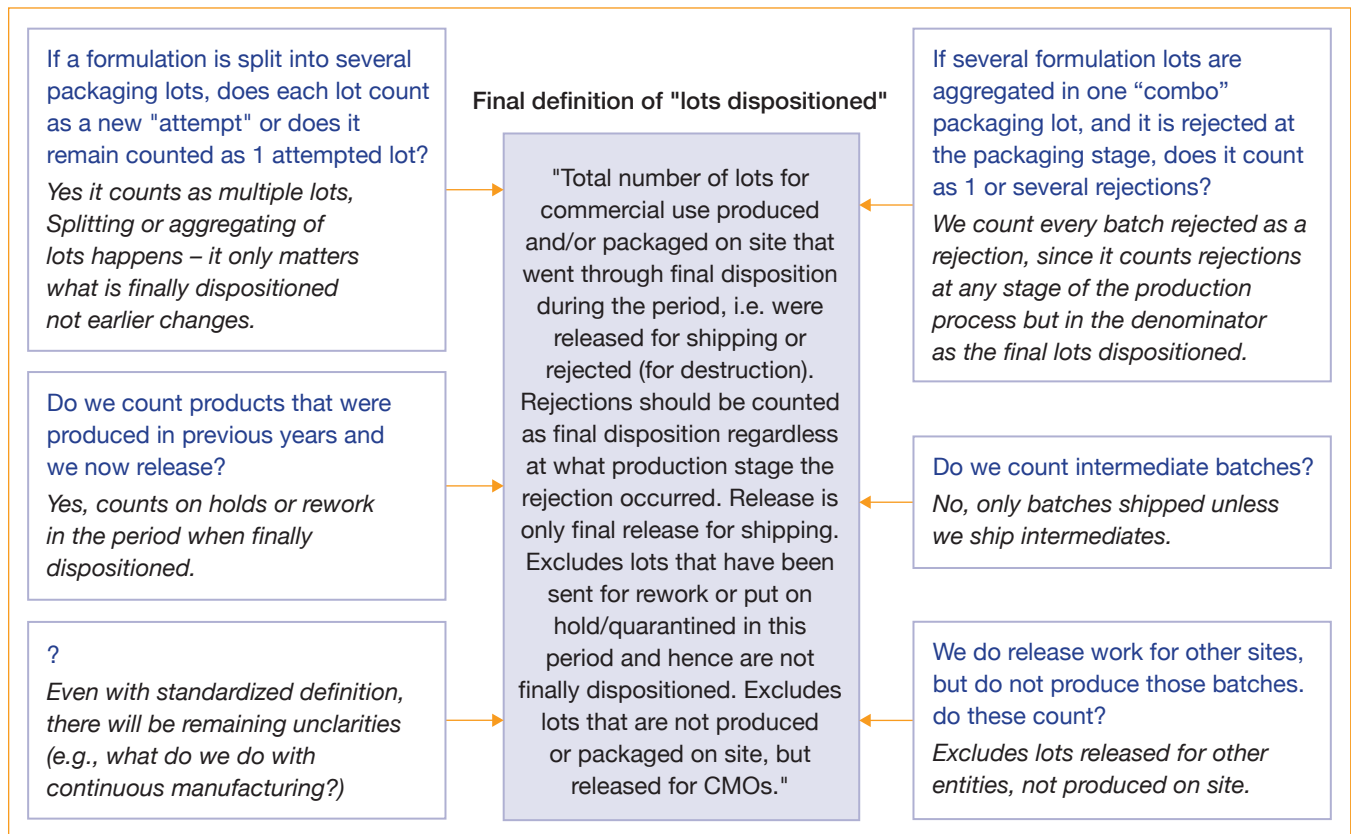 If a formulation is split into several
packaging lots, does each lot count
as a new "attempt" or does it
remain counted as 1 attempted lot?
Yes it counts as multiple lots,
Splitting or aggregating of
lots happens – it only matters
what is finally dispositioned
not earlier changes.
Do we count products that were
produced in previous years and
we now release?
Yes, counts on holds or rework
in the period when finally
dispositioned.
?
Even with standardized definition,
there will be remaining unclarities
(e.g., what do we do with
continuous manufacturing?)
Final definition of "lots dispositioned"
"Total number of lots for
commercial use produced
and/or packaged on site that
went through final disposition
during the period, i.e. were
released for shipping or
rejected (for destruction).
Rejections should be counted
as final disposition regardless
at what production stage the
rejection occurred. Release is
only final release for shipping.
Excludes lots that have been
sent for rework or put on
hold/quarantined in this
period and hence are not
finally dispositioned. Excludes
lots that are not produced
or packaged on site, but
released for CMOs."
If several formulation lots are
aggregated in one “combo”
packaging lot, and it is rejected at
the packaging stage, does it count
as 1 or several rejections?
We count every batch rejected as a
rejection, since it counts rejections
at any stage of the production
process but in the denominator
as the final lots dispositioned.
Do we count intermediate batches?
No, only batches shipped unless
we ship intermediates.
We do release work for other sites,
but do not produce those batches.
do these count?
Excludes lots released for other
entities, not produced on site.